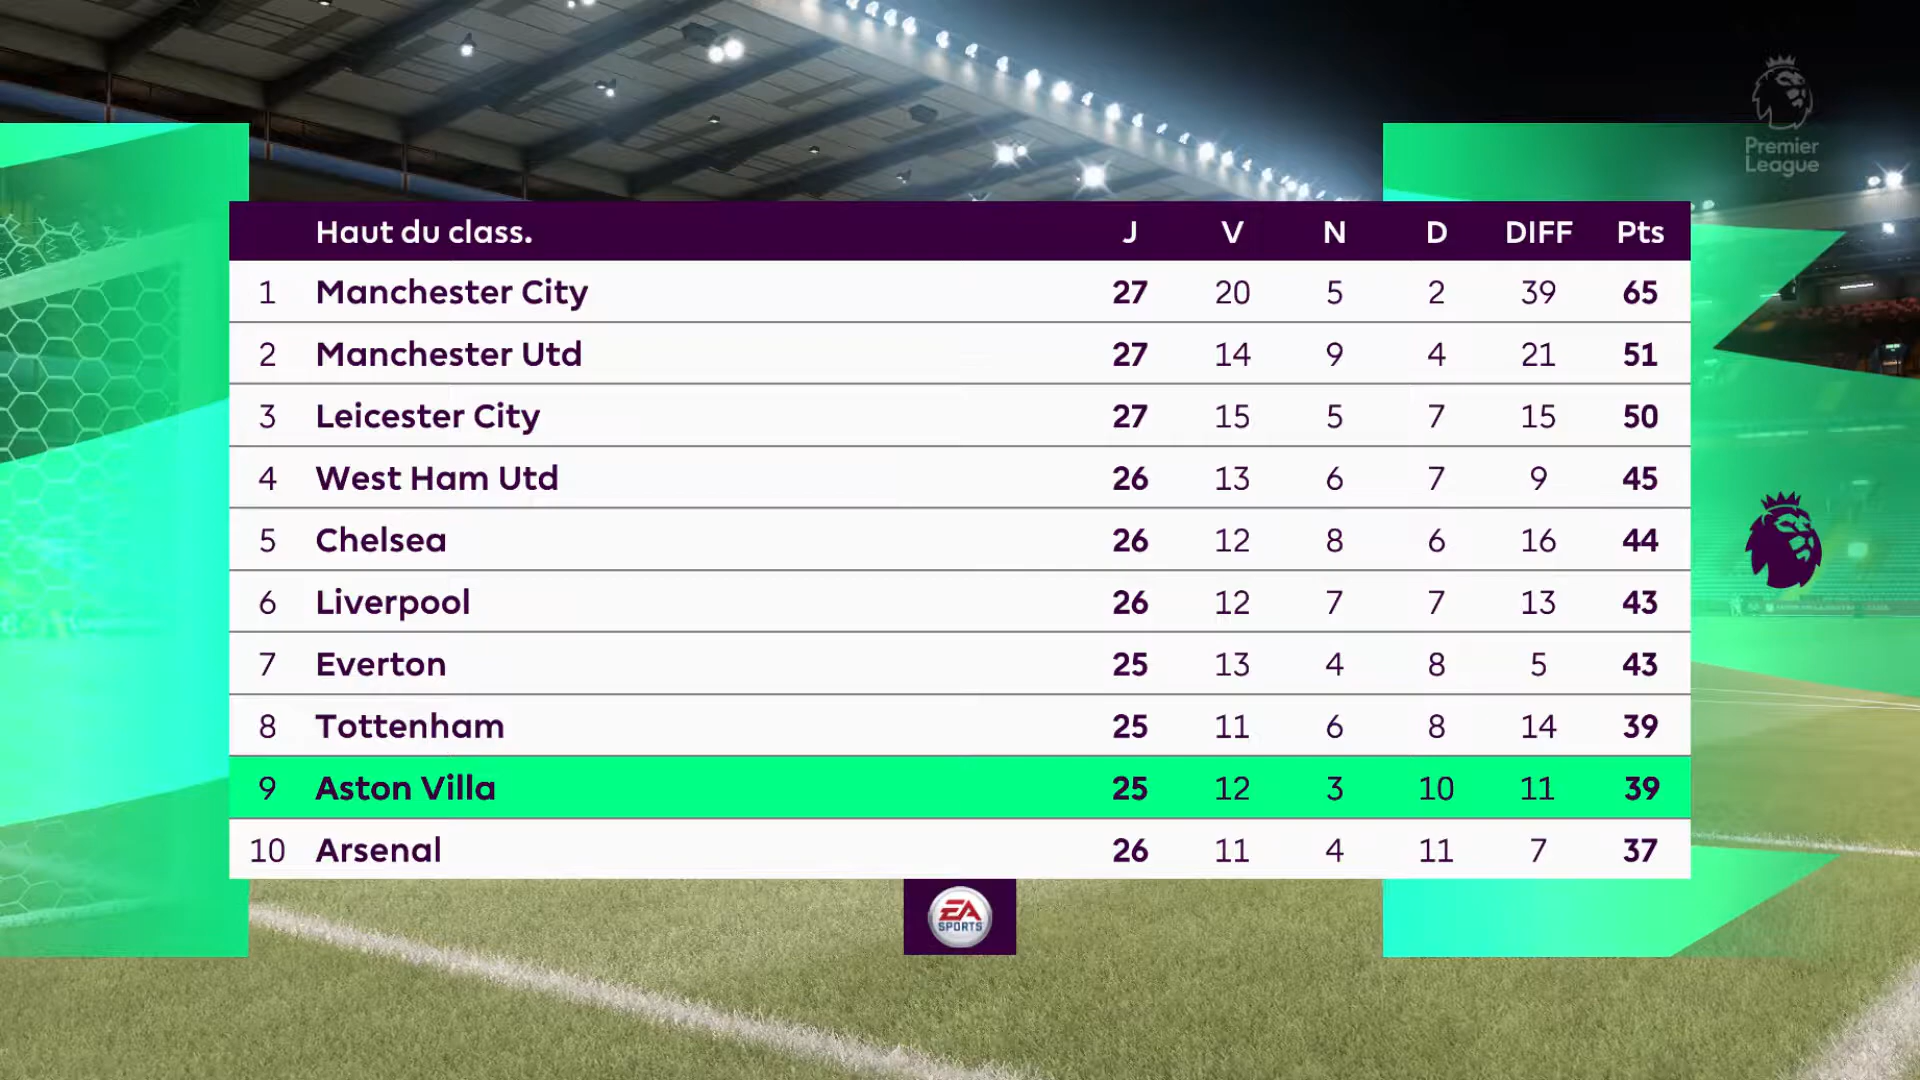 Premier
League
Haut du class. J V N D DIFF Pts
1 Manchester City 27 20 5 2 39 65
2 Manchester Utd 27 14 9 4 21 51
3 Leicester City 27 15 5 7 15 50
4 West Ham Utd 26 13 6 7 9 45
5 Chelsea 26 12 8 6 16 44
6 Liverpool 26 12 7 7 13 43
7 Everton 25 13 4 8 5 43
8 Tottenham 25 11 6 8 14 39
9 Aston Villa 25 12 3 10 11 39
10 Arsenal 26 11 4 11 7 37
EA
SPORTS